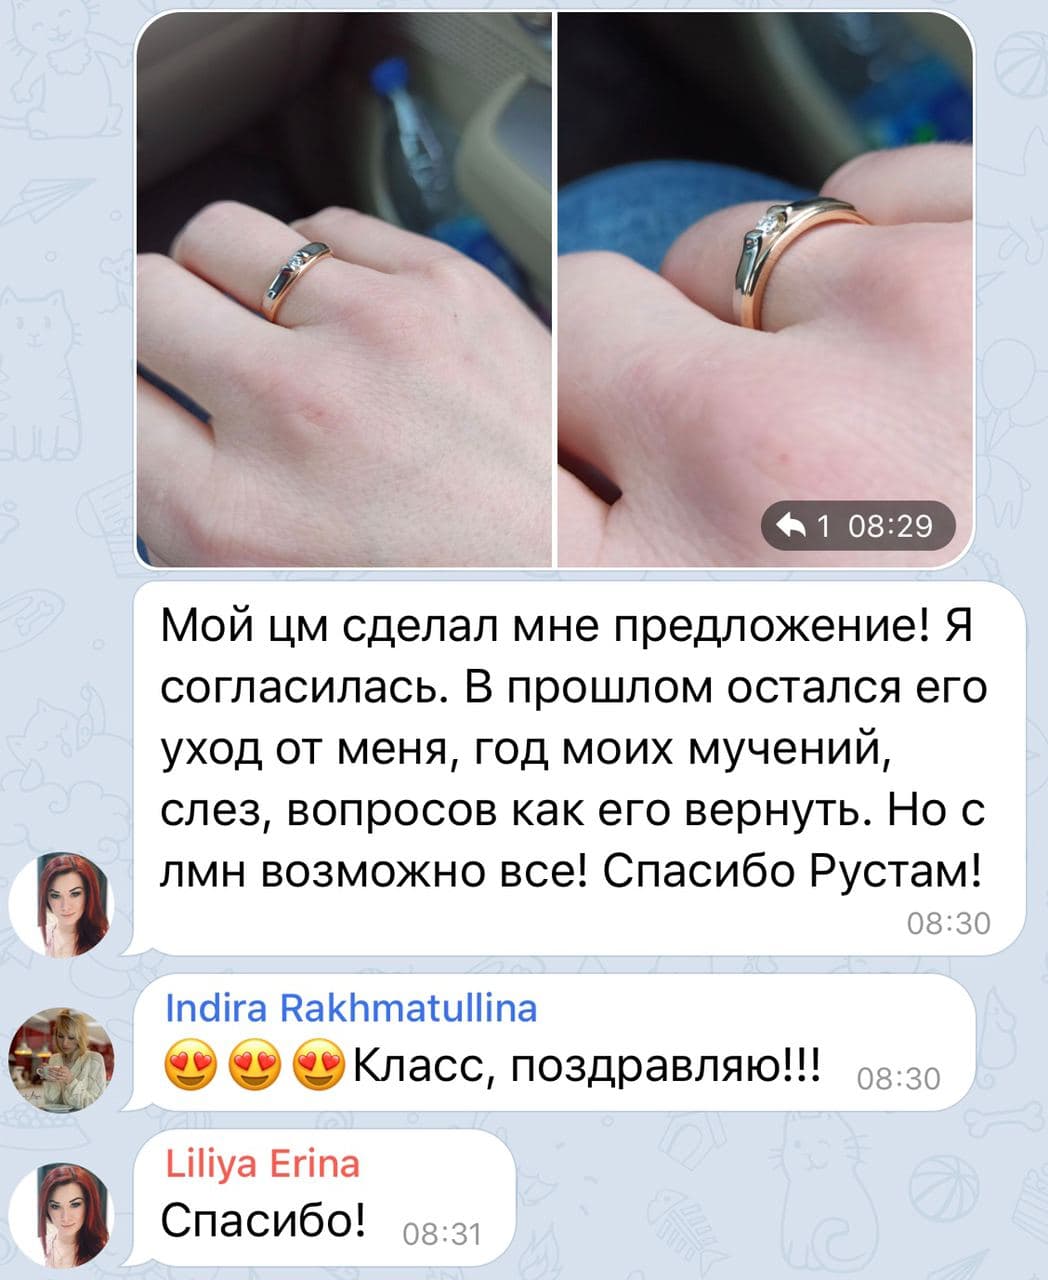 1 08:29
Мой цм сделал мне предложение! Я
согласилась. В прошлом остался его
уход от меня, год моих мучений,
слез, вопросов как его вернуть. Но с
лмн возможно все! Спасибо Рустам!
08:30
Indira Rakhmatullina
😍😍😍Класс, поздравляю!!! 08:30
Liliya Erina
Спасибо! 08:31